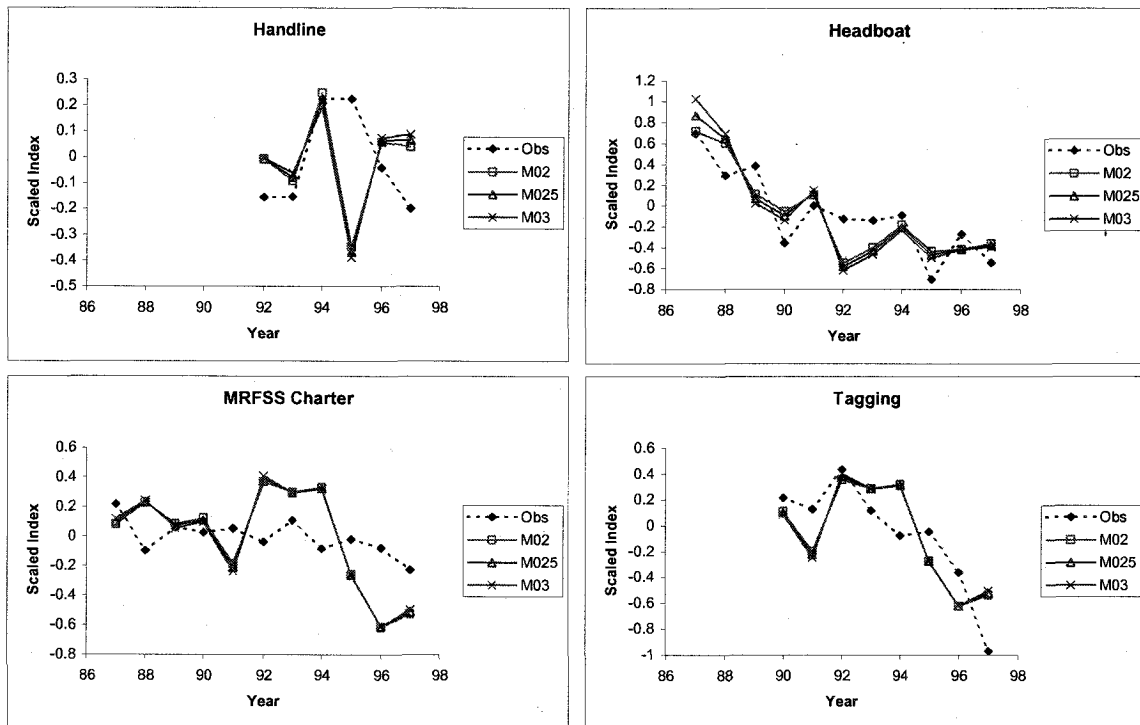 Handline
0.3
0.2
0.1
0
-0.1
-0.2
-0.3
-0.4
-0.5
Scaled Index
86 88 90 92 94 96 98
Year
Obs
M02
M025
M03
Headboat
1.2
1
0.8
0.6
0.4
0.2
0
-0.2
-0.4
-0.6
-0.8
Scaled Index
86 88 90 92 94 96 98
Year
Obs
M02
M025
M03
MRFSS Charter
0.6
0.4
0.2
0
-0.2
-0.4
-0.6
-0.8
Scaled Index
86 88 90 92 94 96 98
Year
Obs
M02
M025
M03
Tagging
0.6
0.4
0.2
0
-0.2
-0.4
-0.6
-0.8
-1
Scaled Index
86 88 90 92 94 96 98
Year
Obs
M02
M025
M03